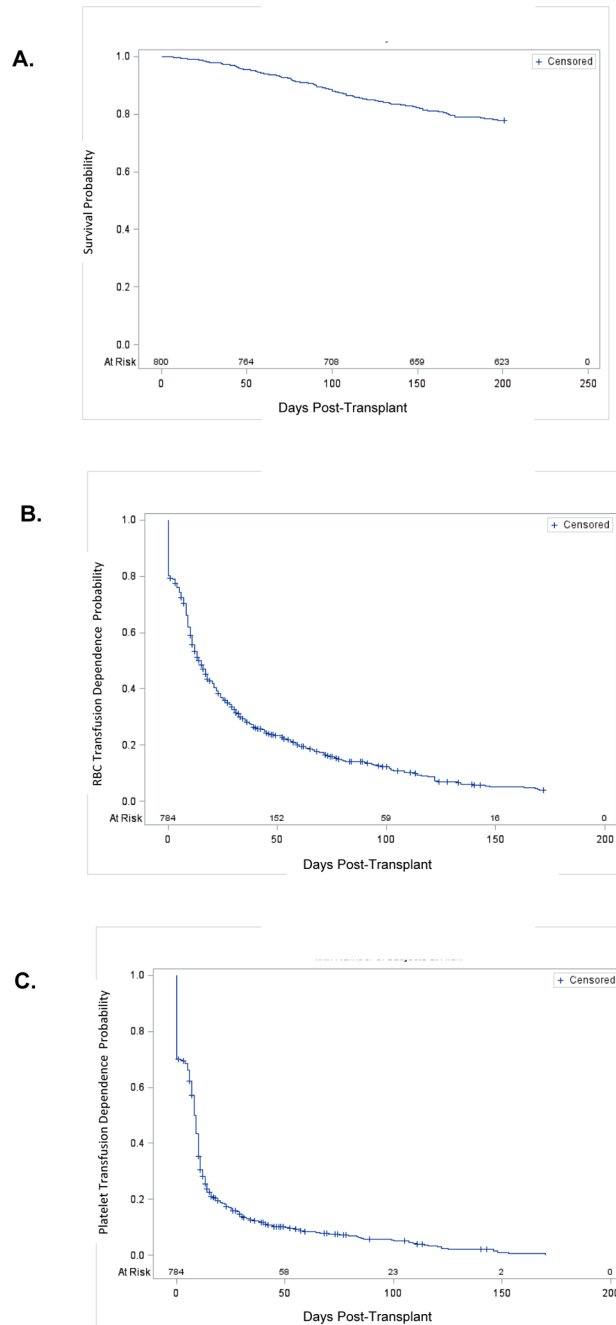 A.
+ Censored
Survival Probability
1.0
0.8
0.6
0.4
0.2
0.0
At Risk 800 764 708 659 623 0
0 50 100 150 200 250
Days Post-Transplant
B.
+ Censored
RBC Transfusion Dependence Probability
1.0
0.8
0.6
0.4
0.2
0.0
At Risk 784 152 59 16 0
0 50 100 150 200
Days Post-Transplant
C.
+ Censored
Platelet Transfusion Dependence Probability
1.0
0.8
0.6
0.4
0.2
0.0
At Risk 784 58 23 2 0
0 50 100 150 200
Days Post-Transplant